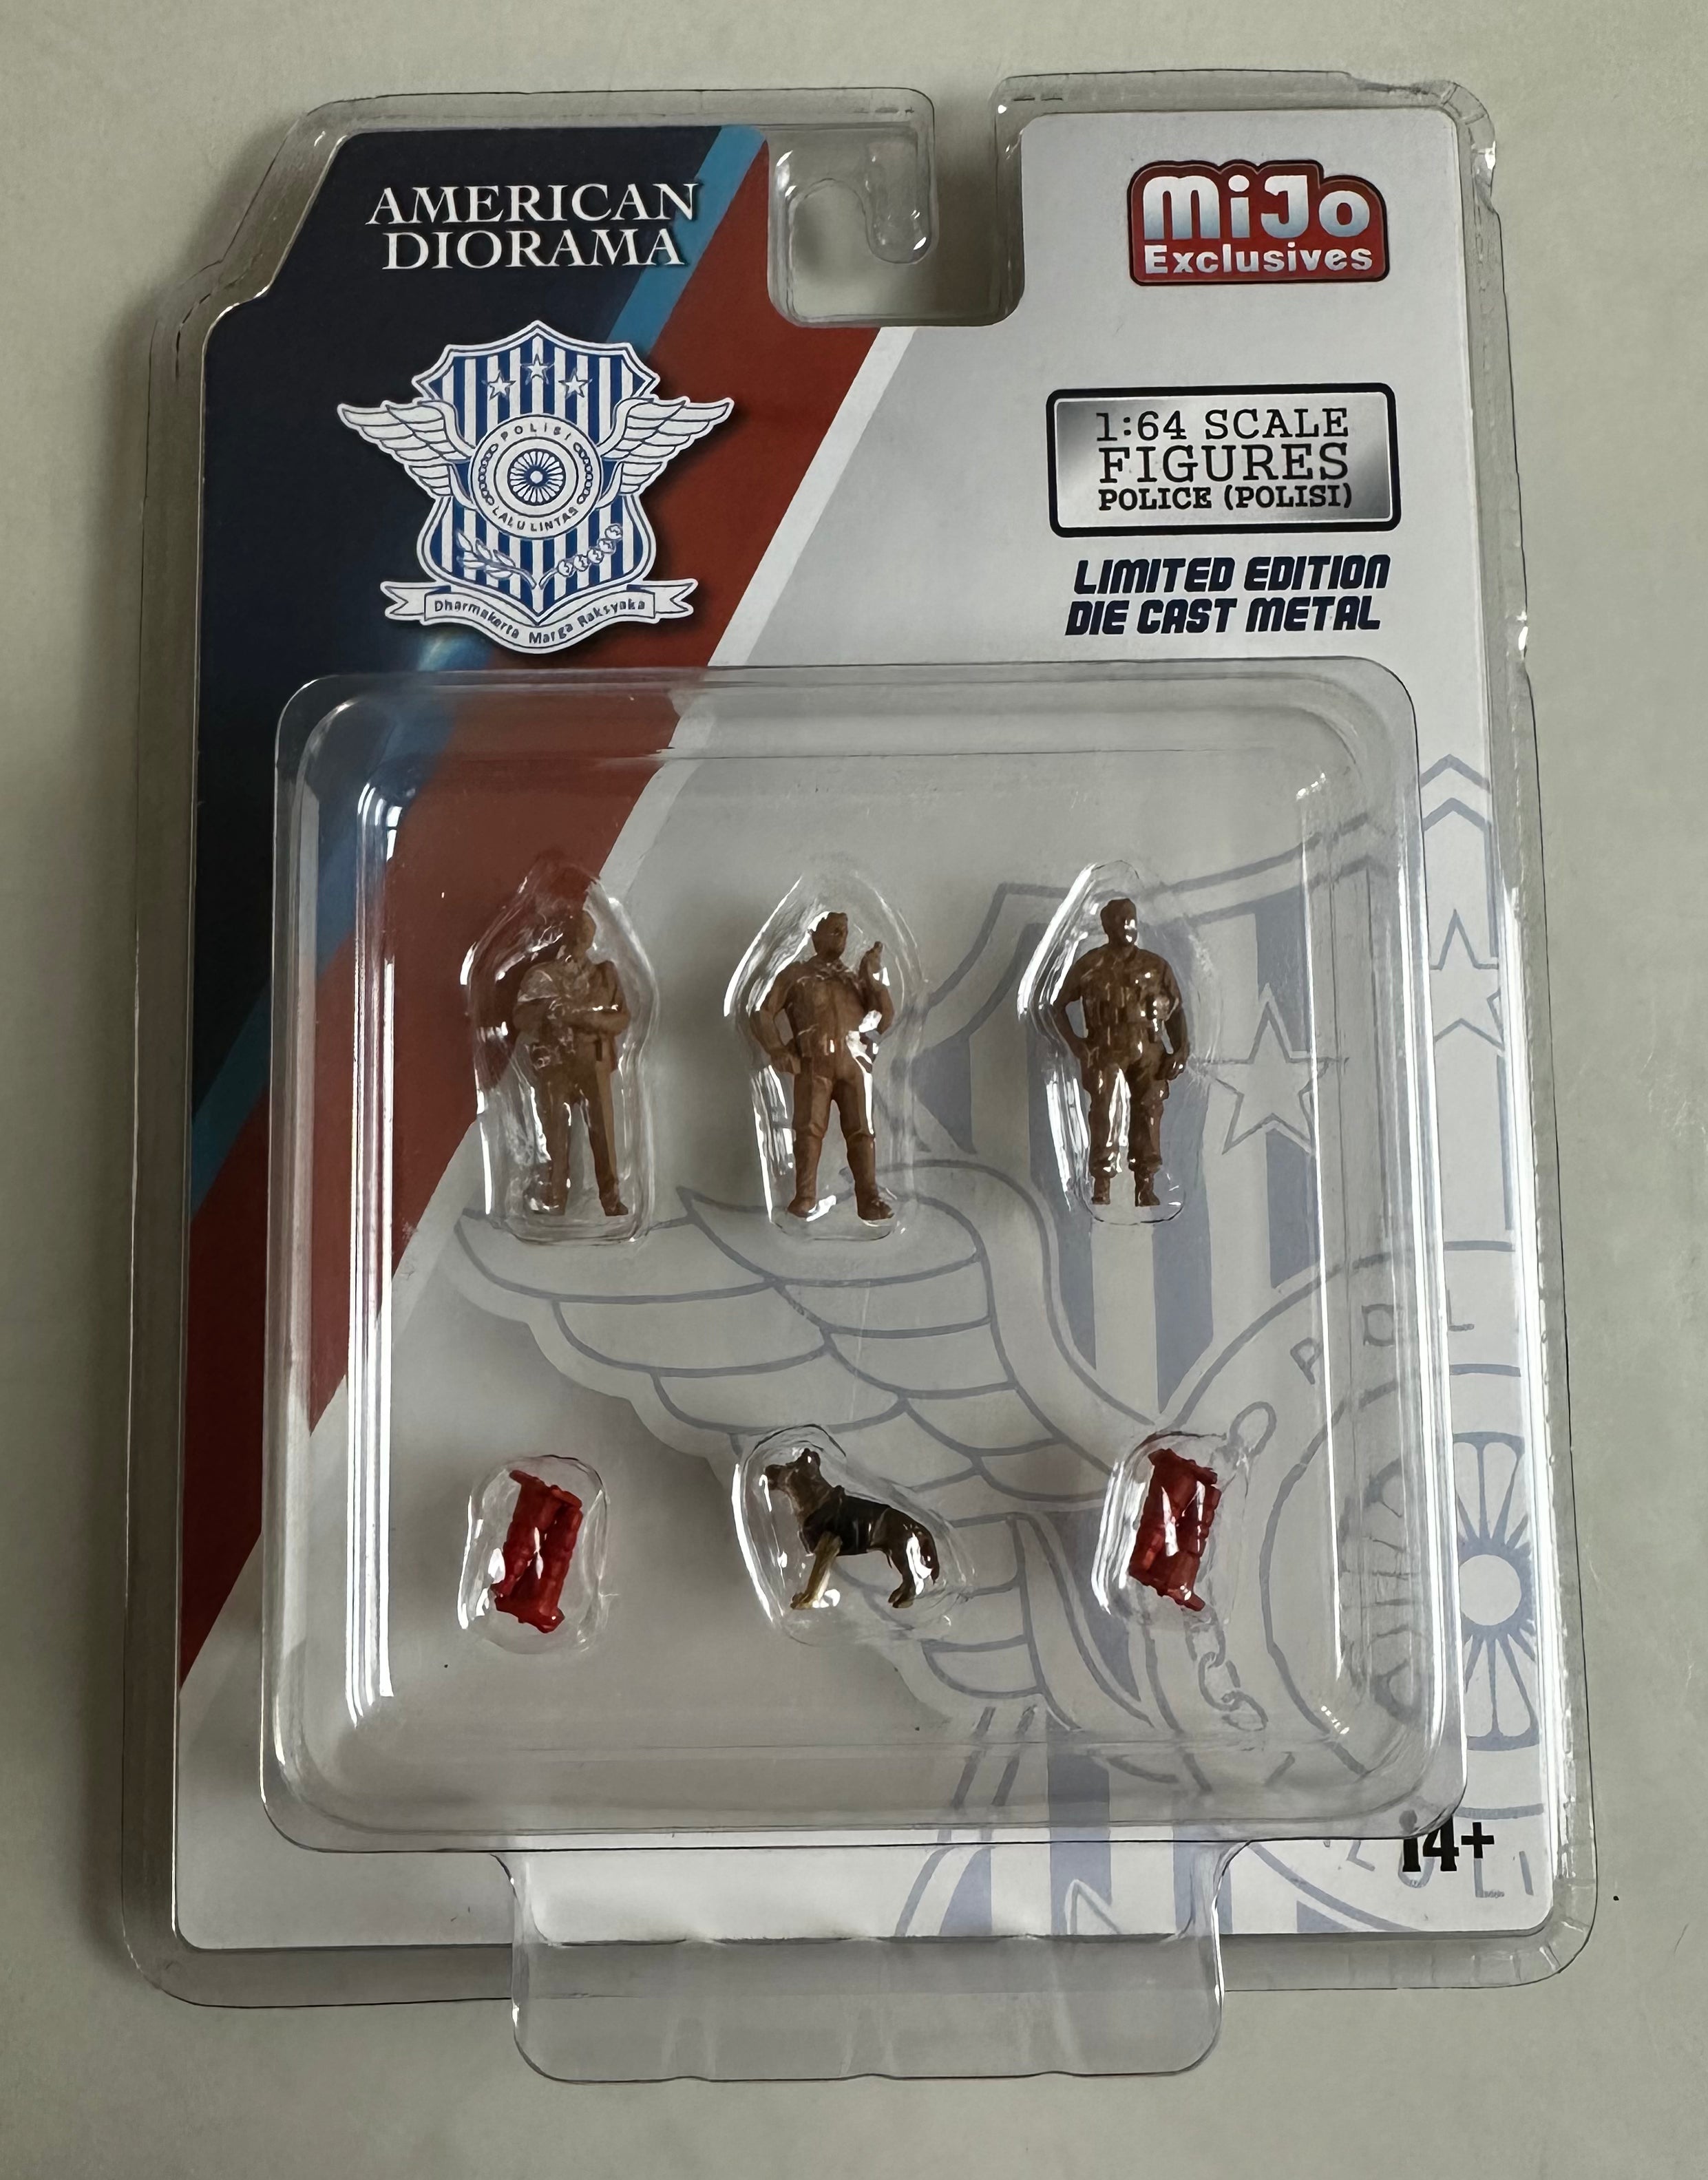 AMERICAN
DIORAMA
MiJo
Exclusives
POLISI
LALU LINTAS
Dharmakerta Marga Raksyaka
1:64 SCALE
FIGURES
POLICE (POLISI)
LIMITED EDITION
DIE CAST METAL
POL
14+